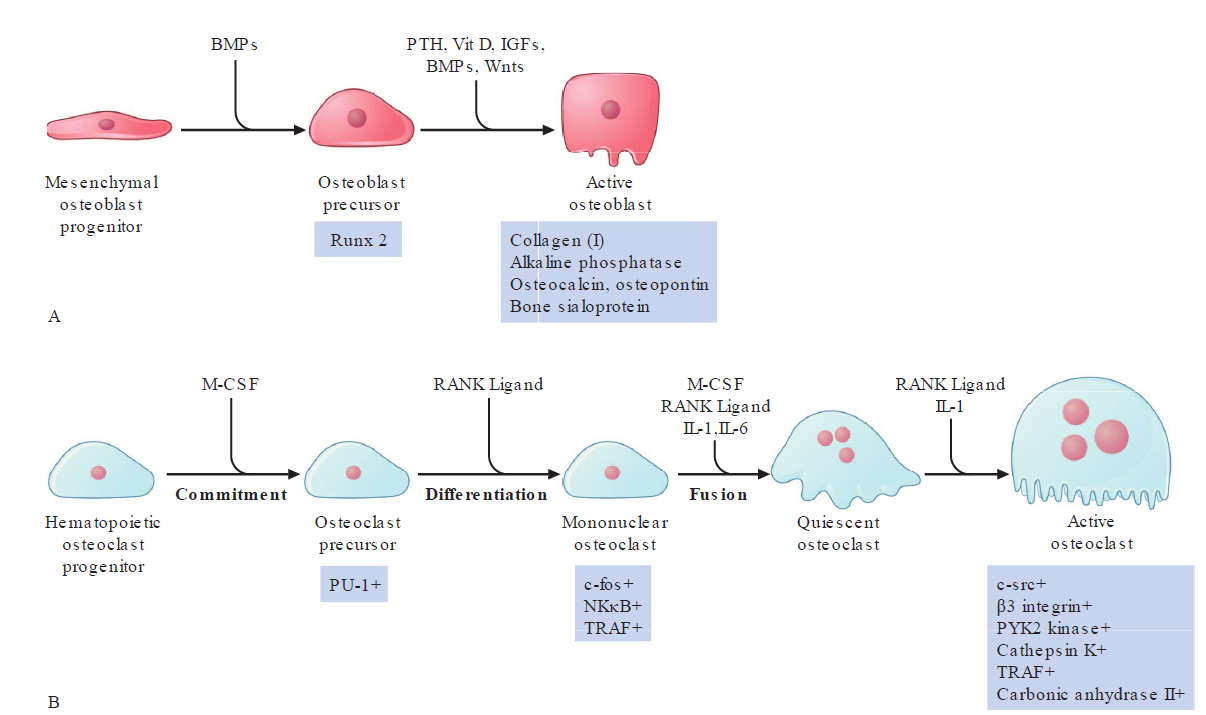 BMPs
PTH, Vit D, IGFs,
BMPs, Wnts
Mesenchymal
osteoblast
progenitor
Osteoblast
precursor
Active
osteoblast
Runx 2
Collagen (I)
Alkaline phosphatase
Osteocalcin, osteopontin
Bone sialoprotein
A
M-CSF
RANK Ligand
M-CSF
RANK Ligand
IL-1,IL-6
RANK Ligand
IL-1
Commitment
Differentiation
Fusion
Hematopoietic
osteoclast
progenitor
Osteoclast
precursor
Mononuclear
osteoclast
Quiescent
osteoclast
Active
osteoclast
PU-1+
c-fos+
NKκB+
TRAF+
c-src+
β3 integrin+
PYK2 kinase+
Cathepsin K+
TRAF+
Carbonic anhydrase II+
B